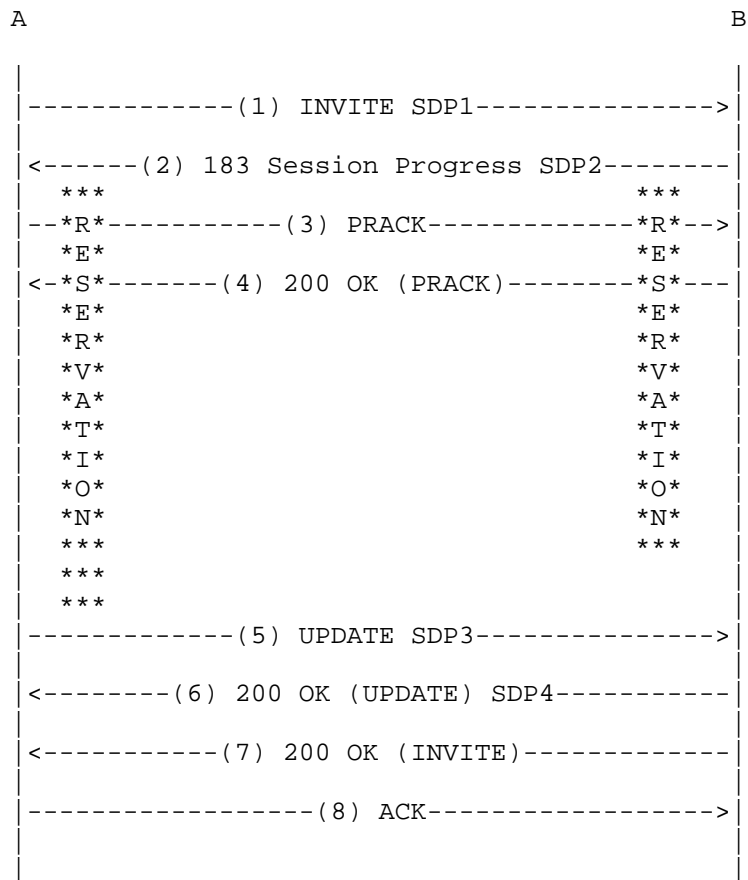 A                                            B

|                                            |
|-------------(1) INVITE SDP1--------------->|
|                                            |
|<------(2) 183 Session Progress SDP2--------|
|  ***                                 ***   |
|--*R*-----------(3) PRACK-------------*R*-->|
|  *E*                                 *E*   |
|<-*S*-------(4) 200 OK (PRACK)--------*S*---|
|  *E*                                 *E*   |
|  *R*                                 *R*   |
|  *V*                                 *V*   |
|  *A*                                 *A*   |
|  *T*                                 *T*   |
|  *I*                                 *I*   |
|  *O*                                 *O*   |
|  *N*                                 *N*   |
|  ***                                 ***   |
|  ***                                       |
|  ***                                       |
|-------------(5) UPDATE SDP3--------------->|
|                                            |
|<--------(6) 200 OK (UPDATE) SDP4-----------|
|                                            |
|<-----------(7) 200 OK (INVITE)-------------|
|                                            |
|------------------(8) ACK------------------>|
|                                            |
|                                            |